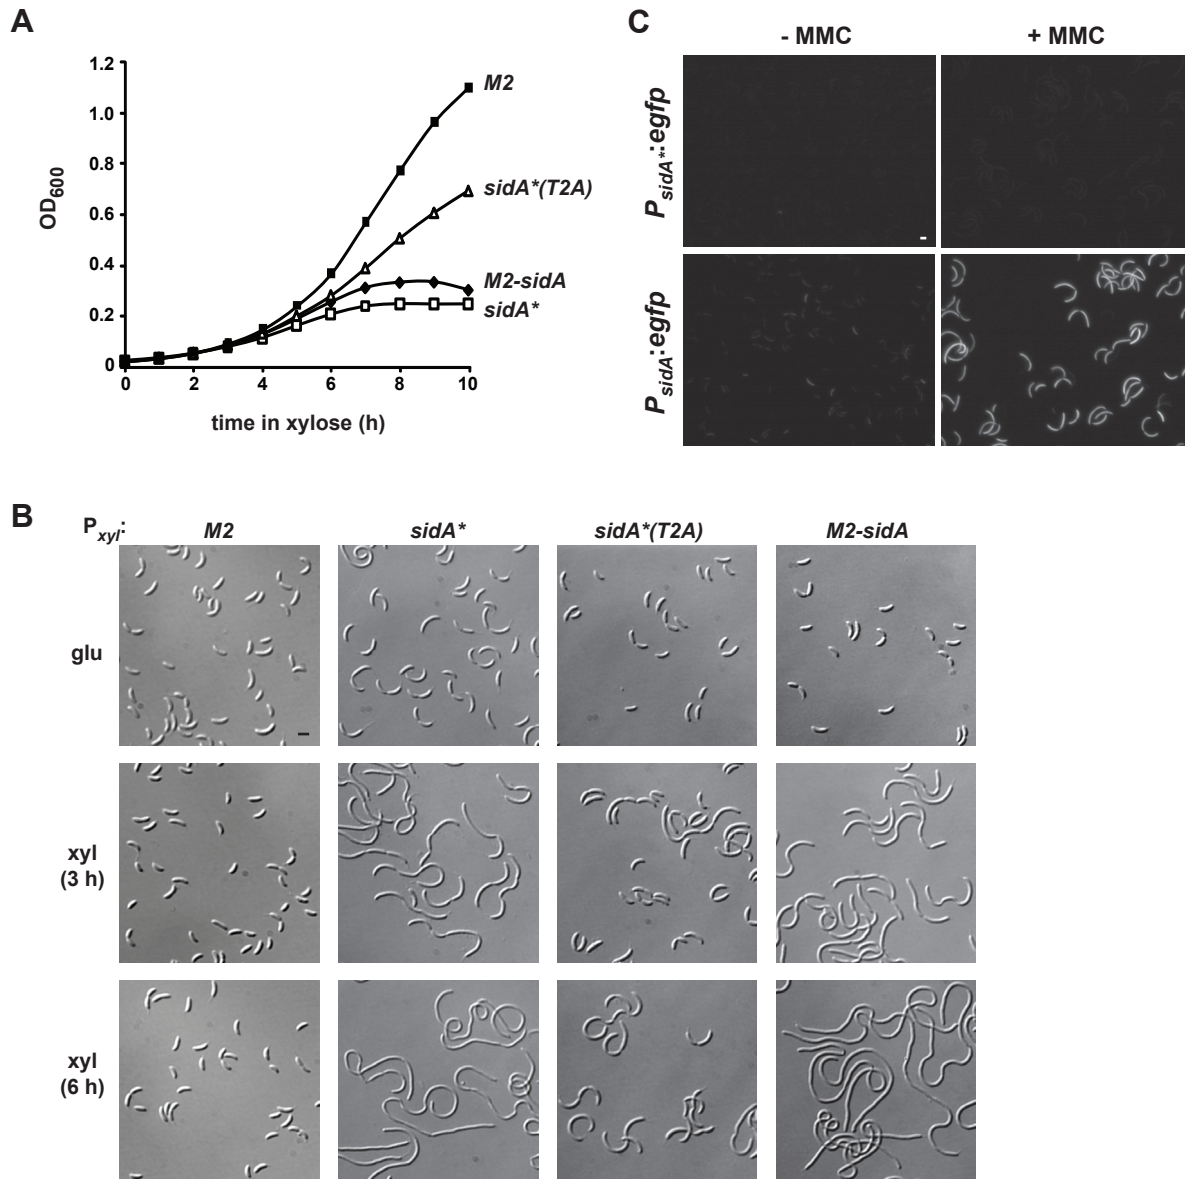 A
1.2
1.0
0.8
0.6
0.4
0.2
0
OD600
0 2 4 6 8 10
time in xylose (h)
M2
sidA*(T2A)
M2-sidA
sidA*
C
- MMC + MMC
PsidA*:egfp
PsidA:egfp
B
Pxyl: M2 sidA* sidA*(T2A) M2-sidA
glu
xyl
(3 h)
xyl
(6 h)